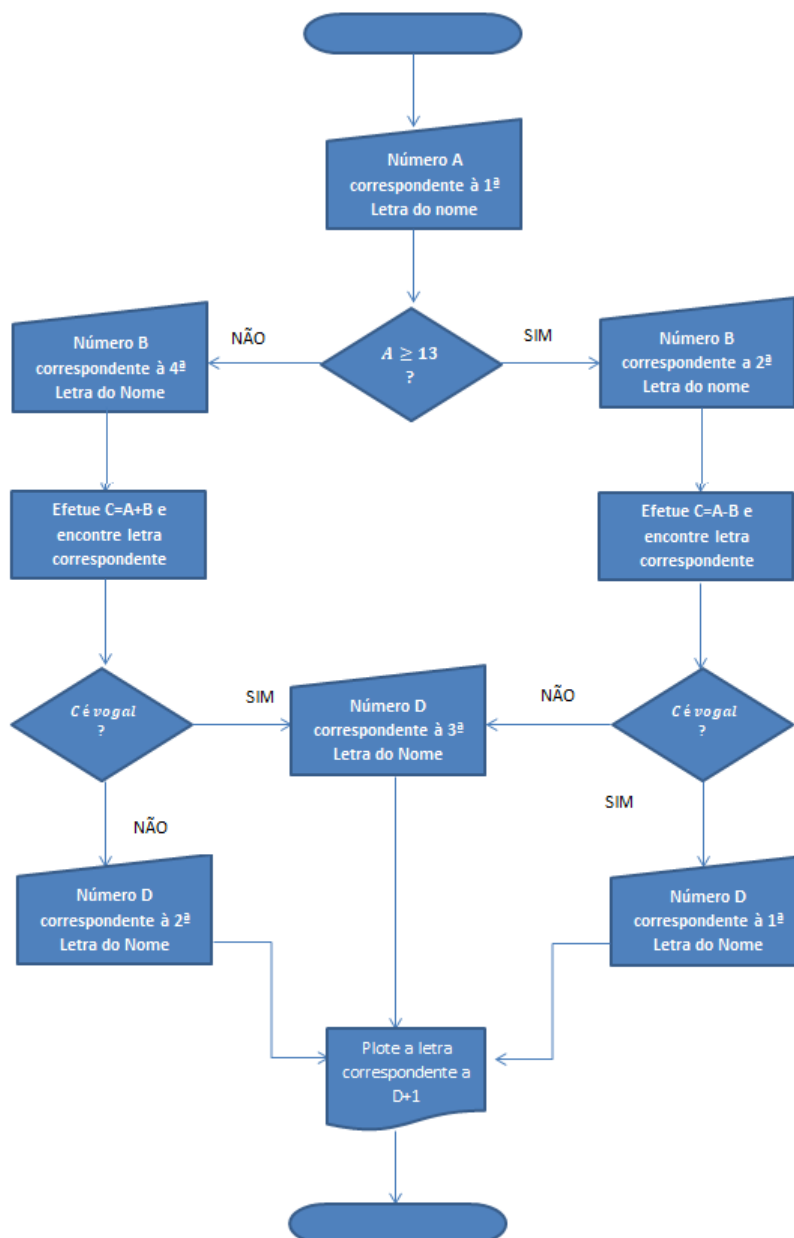 Número A
correspondente à 1ª
Letra do nome
A ≥ 13
?
NÃO
SIM
Número B
correspondente à 4ª
Letra do Nome
Número B
correspondente a 2ª
Letra do nome
Efetue C=A+B e
encontre letra
correspondente
Efetue C=A-B e
encontre letra
correspondente
C é vogal
?
SIM
Número D
correspondente à 3ª
Letra do Nome
NÃO
C é vogal
?
NÃO
SIM
Número D
correspondente à 2ª
Letra do Nome
Número D
correspondente à 1ª
Letra do Nome
Plote a letra
correspondente a
D+1